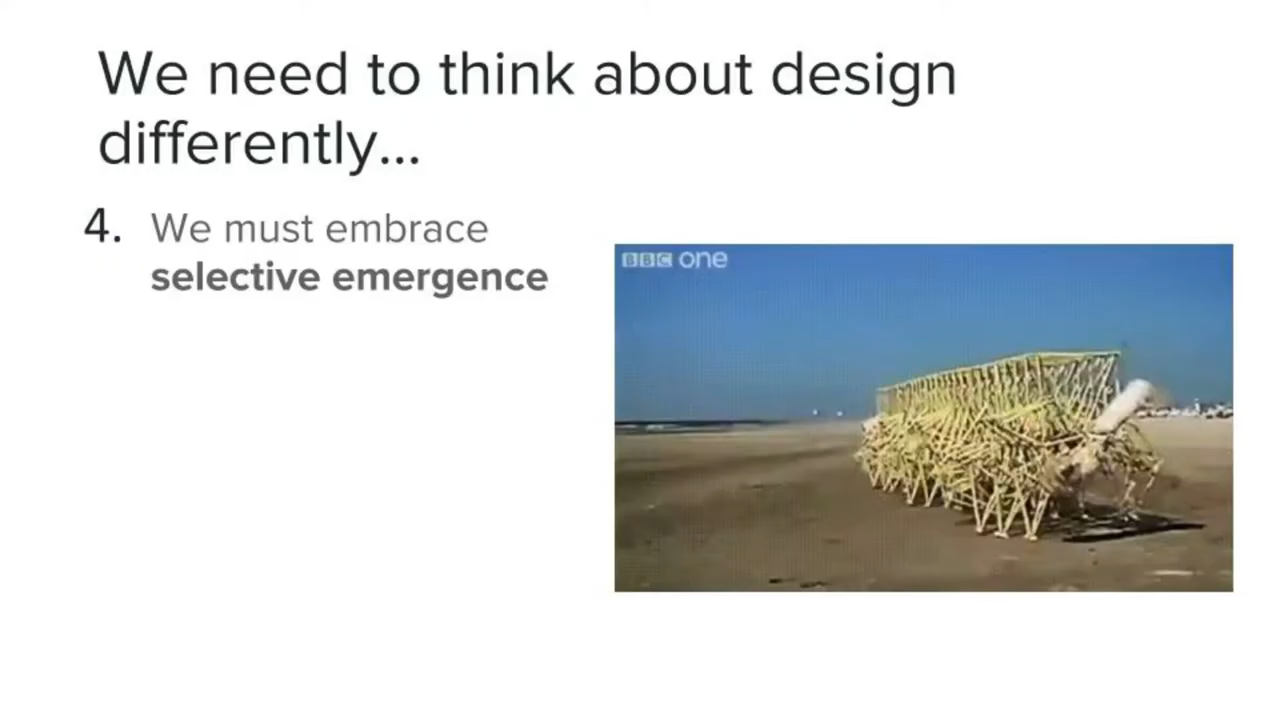 We need to think about design
differently...
4. We must embrace
selective emergence
BBC one